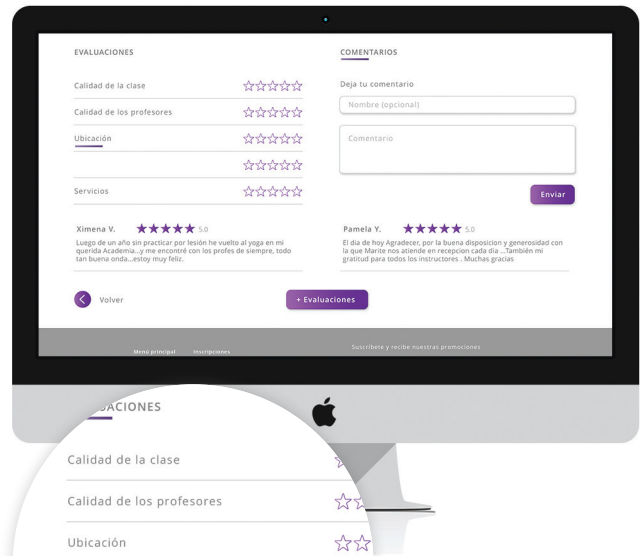 EVALUACIONES
Calidad de la clase
Calidad de los profesores
Ubicación
Servicios
COMENTARIOS
Deja tu comentario
Nombre (opcional)
Comentario
Enviar
Ximena V. 5.0
Luego de un año sin practicar por lesión he vuelto al yoga en mi
querida Academia...y me encontré con los profes de siempre, todo
tan buena onda...estoy muy feliz.
Pamela Y. 5.0
El dia de hoy Agradecer, por la buena disposicion y generosidad con
la que Marite nos atiende en recepcion cada dia ...También mi
gratitud para todos los instructores . Muchas gracias
Volver
+ Evaluaciones
Menú principal Inscripciones
Suscríbete y recibe nuestras promociones
UACIONES
Calidad de la clase
Calidad de los profesores
Ubicación